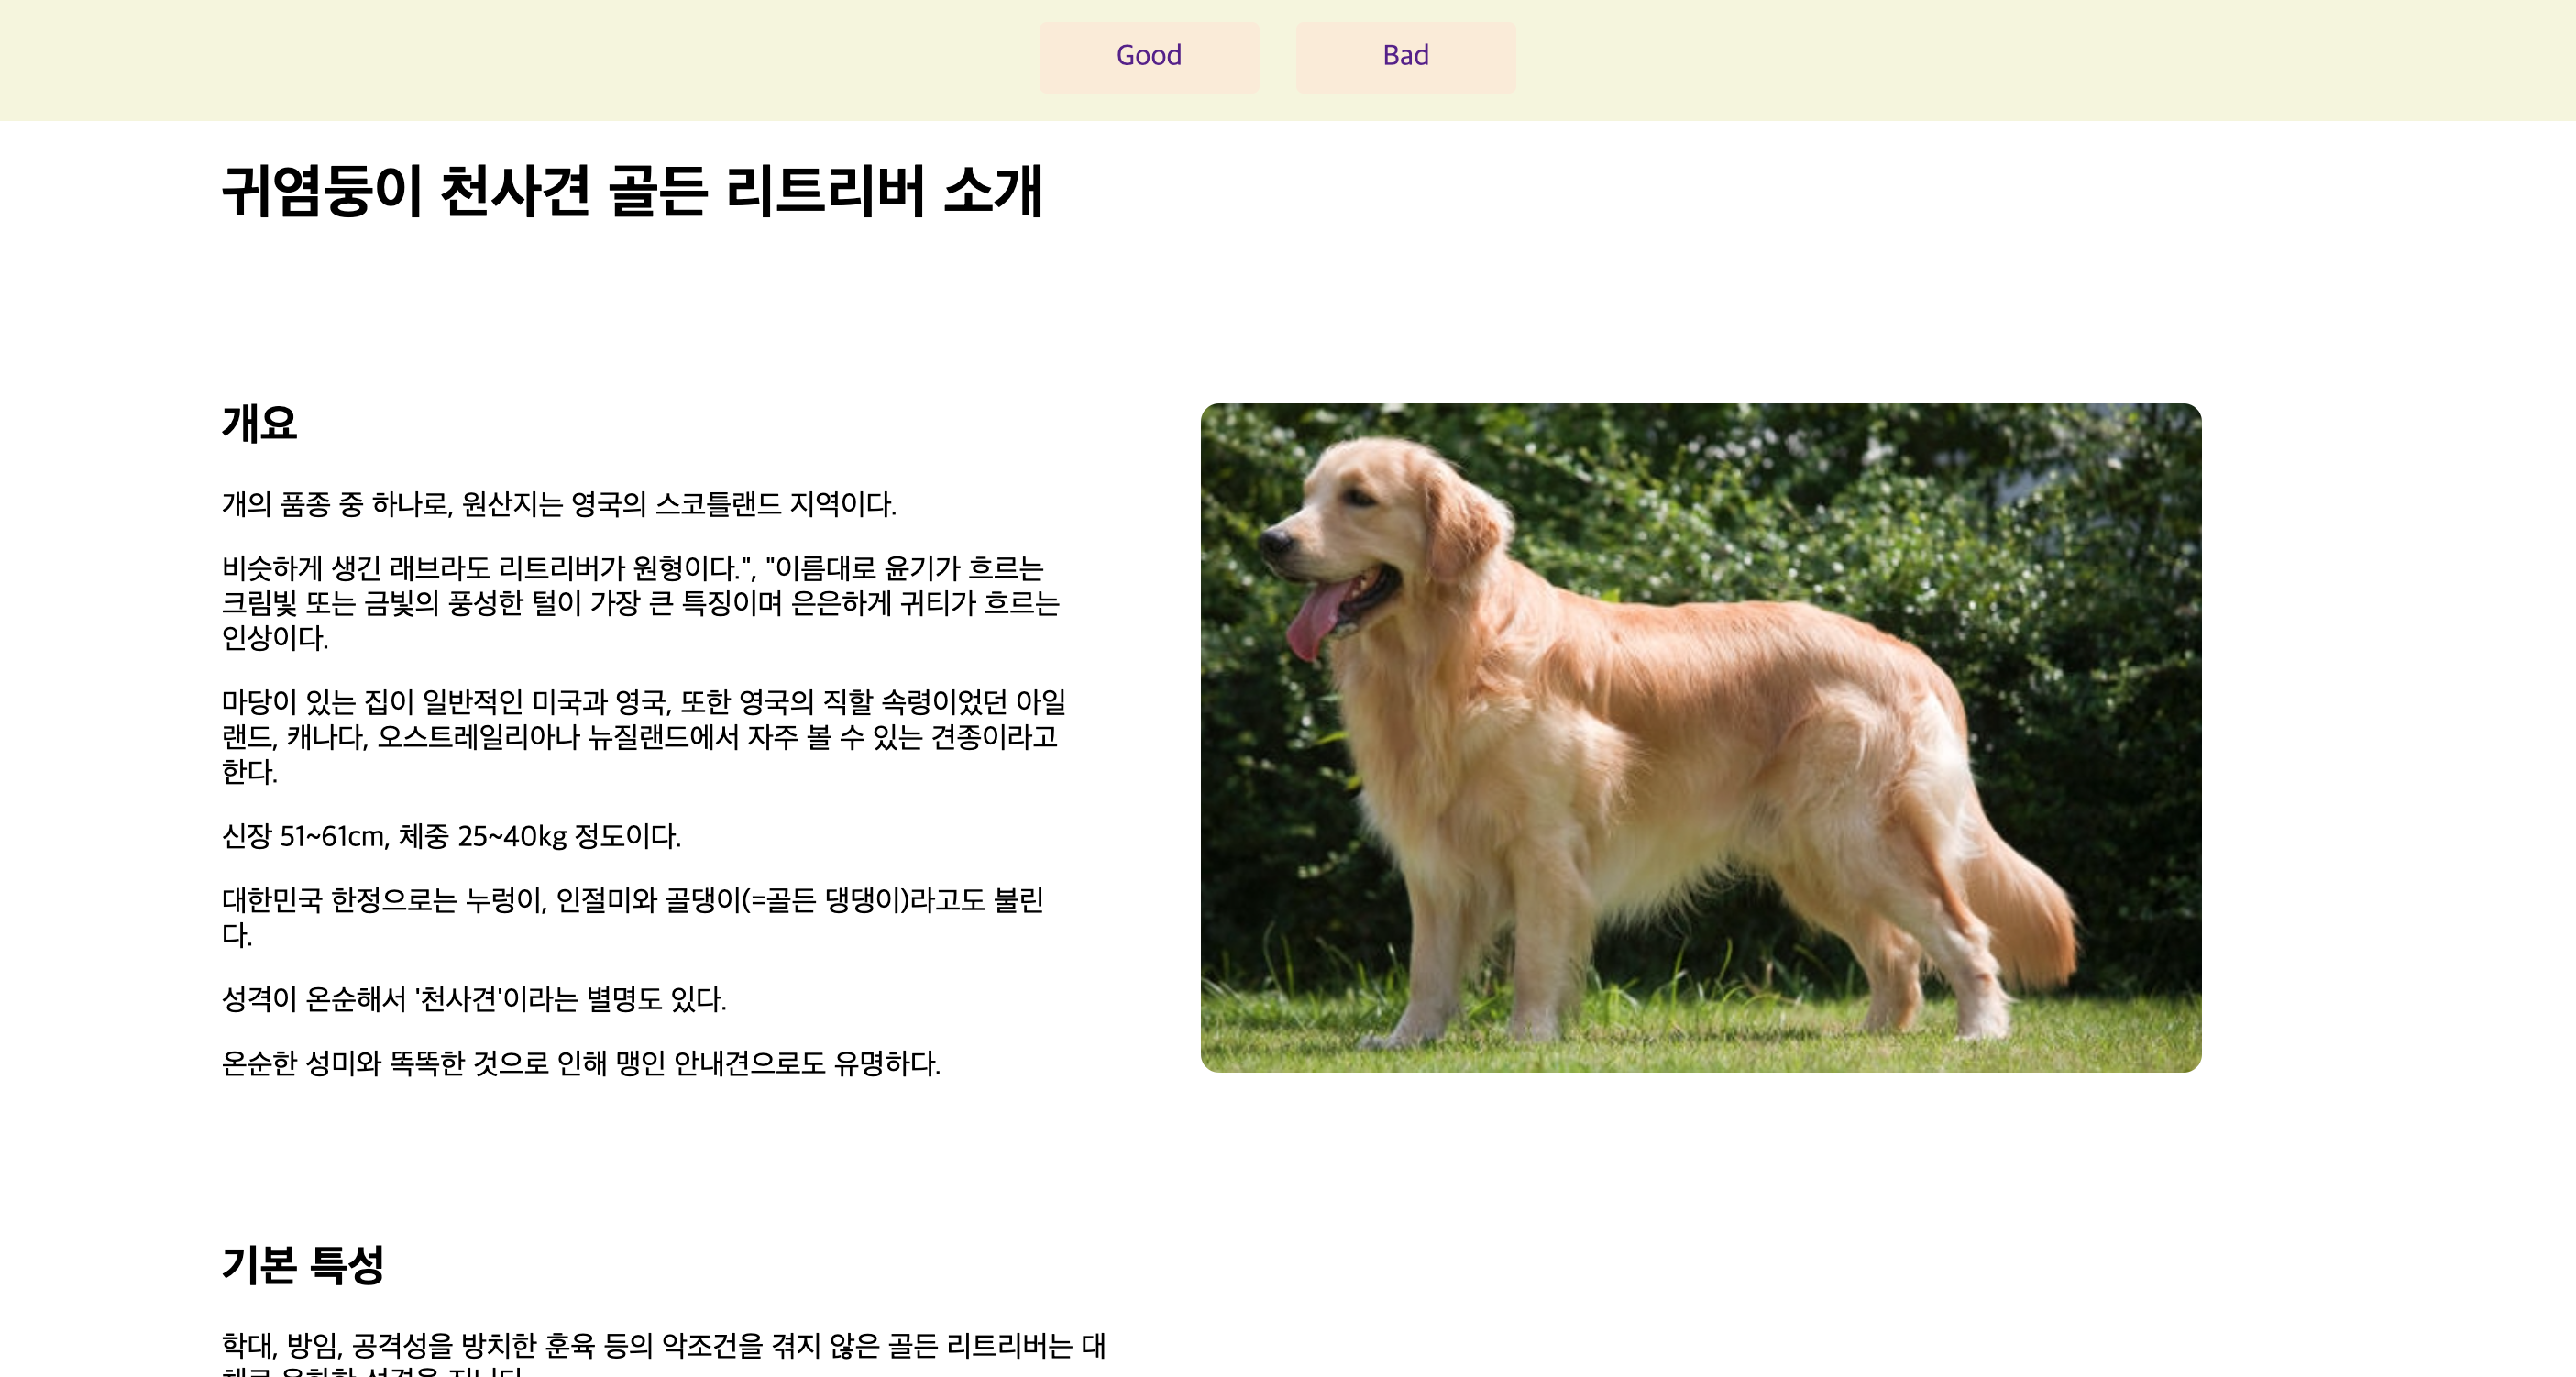 Good
Bad
귀염둥이 천사견 골든 리트리버 소개
개요
개의 품종 중 하나로, 원산지는 영국의 스코틀랜드 지역이다.
비슷하게 생긴 래브라도 리트리버가 원형이다.", "이름대로 윤기가 흐르는
크림빛 또는 금빛의 풍성한 털이 가장 큰 특징이며 은은하게 귀티가 흐르는
인상이다.
마당이 있는 집이 일반적인 미국과 영국, 또한 영국의 직할 속령이었던 아일
랜드, 캐나다, 오스트레일리아나 뉴질랜드에서 자주 볼 수 있는 견종이라고
한다.
신장 51~61cm, 체중 25~40kg 정도이다.
대한민국 한정으로는 누렁이, 인절미와 골댕이(=골든 댕댕이)라고도 불린
다.
성격이 온순해서 '천사견'이라는 별명도 있다.
온순한 성미와 똑똑한 것으로 인해 맹인 안내견으로도 유명하다.
기본 특성
학대, 방임, 공격성을 방치한 훈육 등의 악조건을 겪지 않은 골든 리트리버는 대